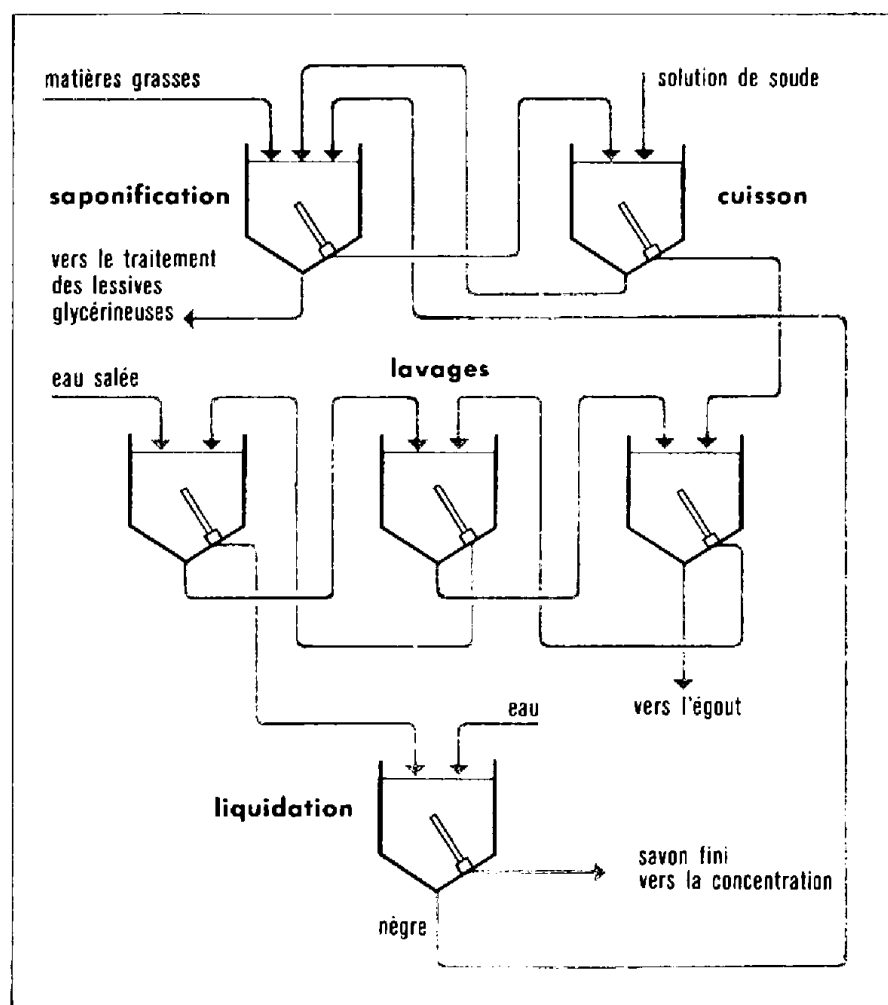 matières grasses
solution de soude
saponification
cuisson
vers le traitement
des lessives
glycérineuses
lavages
eau salée
vers l'égout
eau
liquidation
savon fini
vers la concentration
nègre